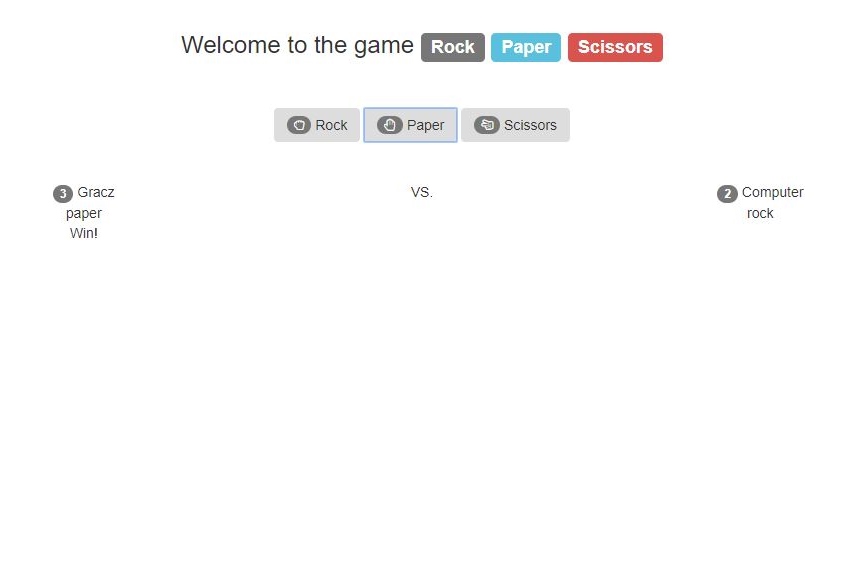 Welcome to the game Rock Paper Scissors
Rock Paper Scissors
3 Gracz VS. 2 Computer
paper rock
Win!